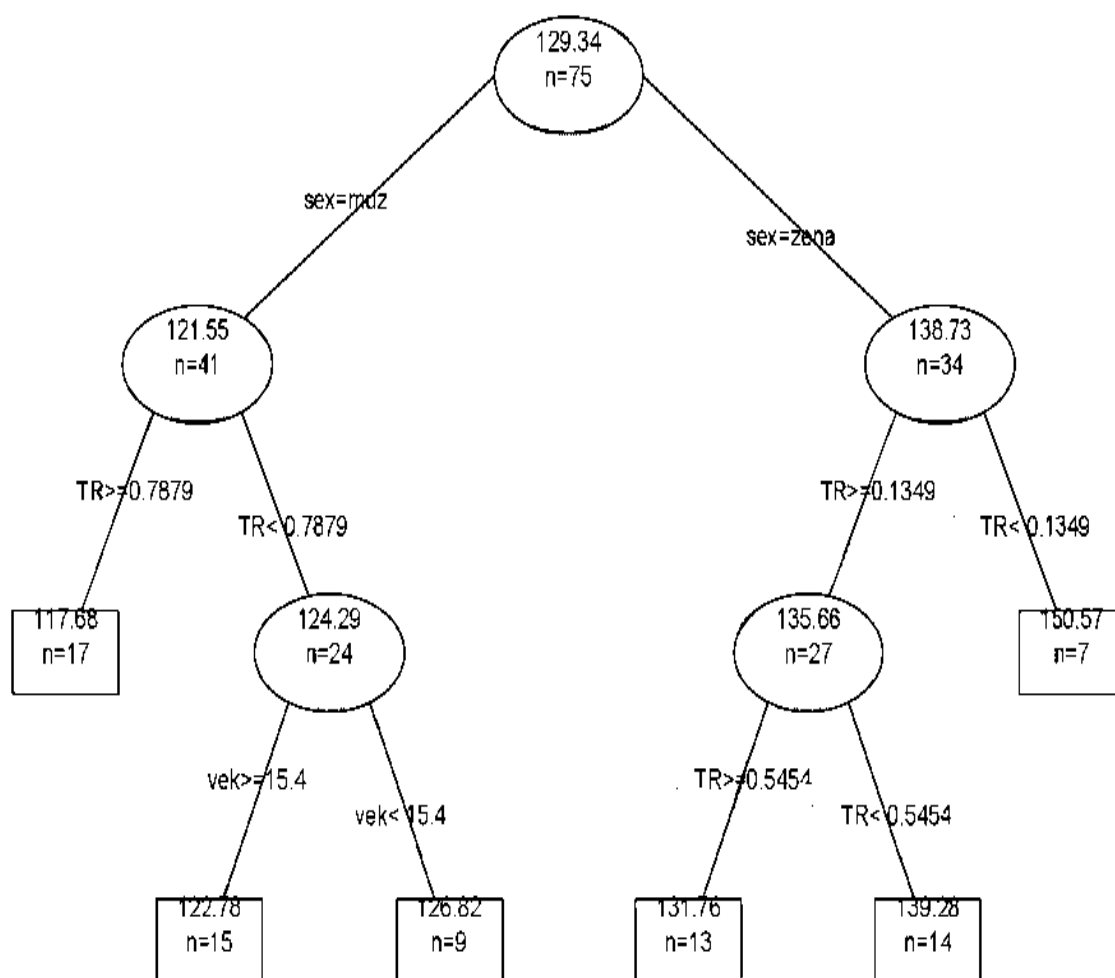 129.34
n=75
sex=muz
sex=zena
121.55
n=41
138.73
n=34
TR>=0.7879
TR< 0.7879
TR>=0.1349
TR< 0.1349
117.68
n=17
124.29
n=24
135.66
n=27
150.57
n=7
vek>=15.4
vek< 15.4
TR>=0.5454
TR< 0.5454
122.78
n=15
126.82
n=9
131.76
n=13
139.28
n=14